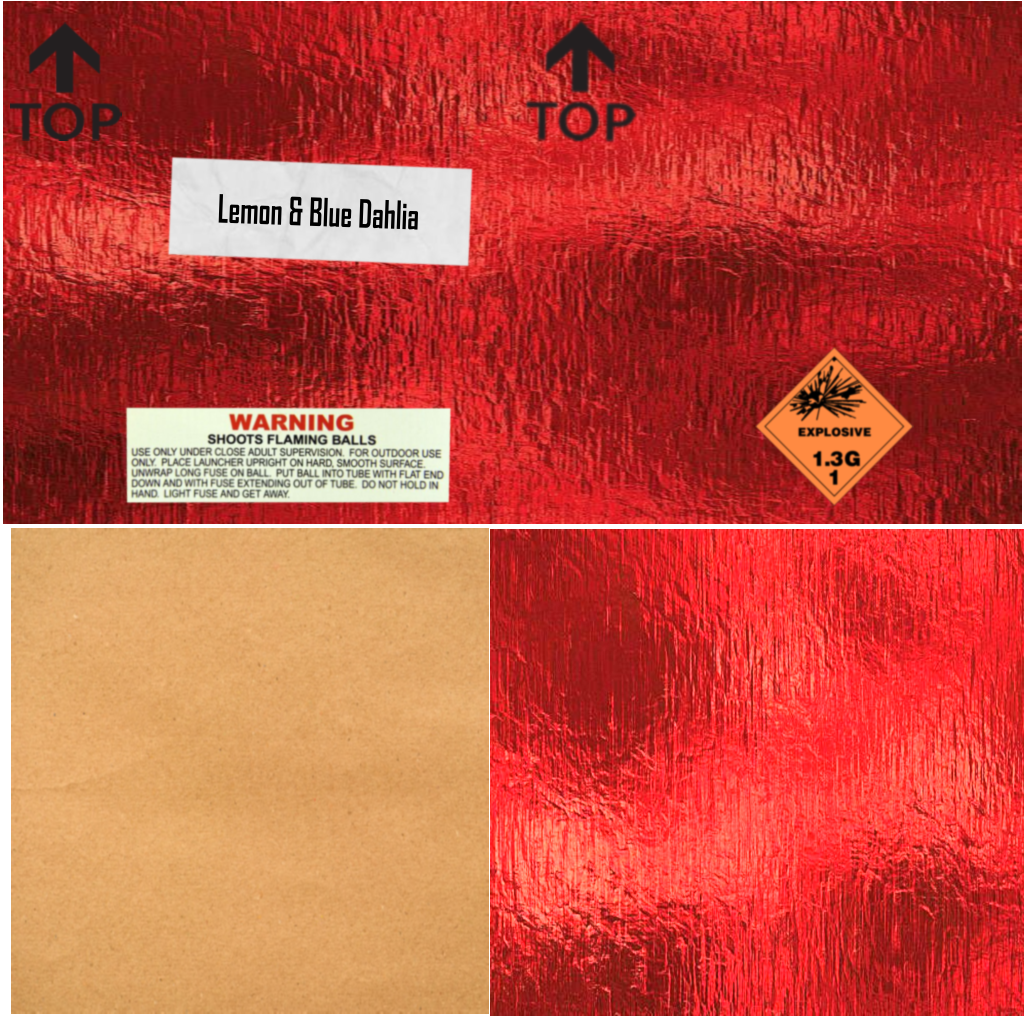 TOP
TOP
Lemon & Blue Dahlia
WARNING
SHOOTS FLAMING BALLS
USE ONLY UNDER CLOSE ADULT SUPERVISION. FOR OUTDOOR USE
ONLY. PLACE LAUNCHER UPRIGHT ON HARD, SMOOTH SURFACE.
UNWRAP LONG FUSE ON BALL. PUT BALL INTO TUBE WITH FLAT END
DOWN AND WITH FUSE EXTENDING OUT OF TUBE. DO NOT HOLD IN
HAND. LIGHT FUSE AND GET AWAY.
EXPLOSIVE
1.3G
1